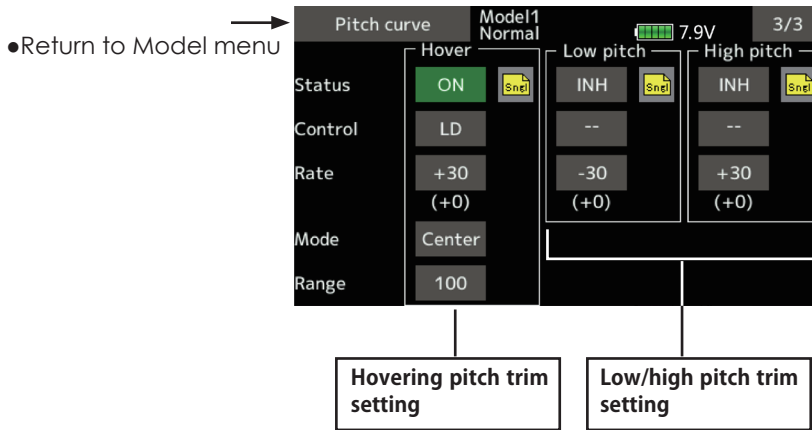 Pitch curve Model1 Normal 7.9V 3/3
●Return to Model menu
Hover Low pitch High pitch
Status ON Sngl INH Sngl INH Sngl
Control LD -- --
Rate +30 -30 +30
(+0) (+0) (+0)
Mode Center
Range 100
Hovering pitch trim setting
Low/high pitch trim setting